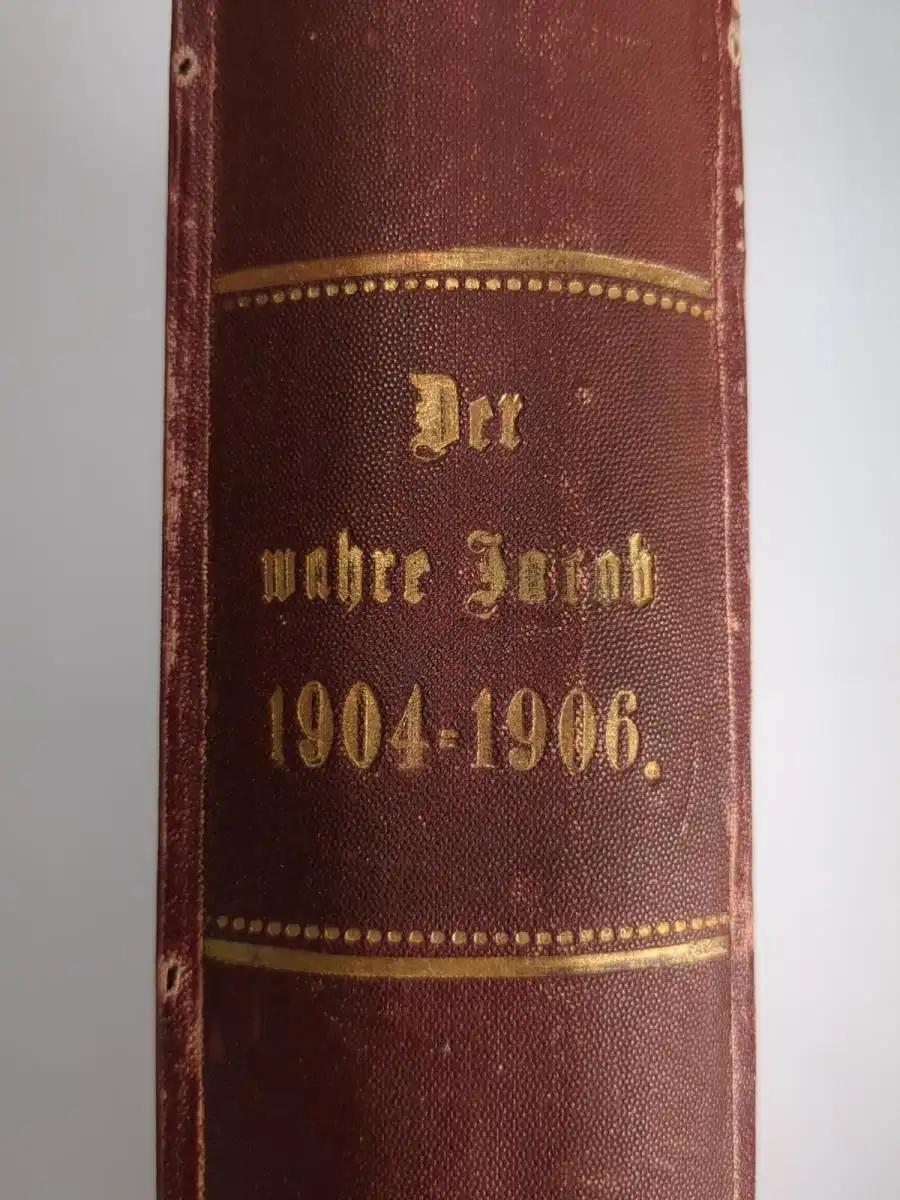 Der
wahre Jacob
1904=1906.